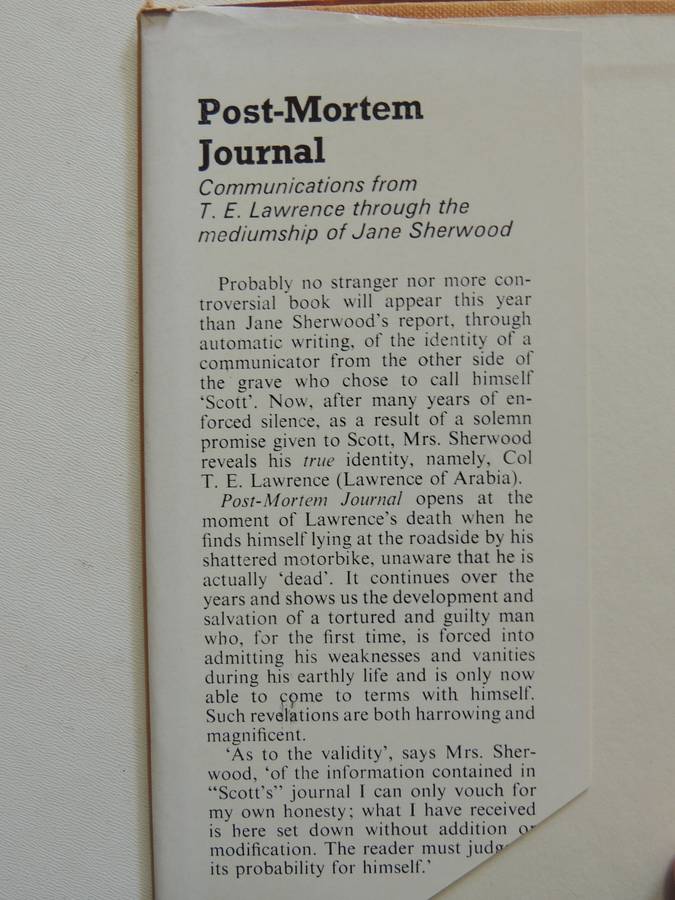 Post-Mortem
Journal
Communications from
T. E. Lawrence through the
mediumship of Jane Sherwood
Probably no stranger nor more con-
troversial book will appear this year
than Jane Sherwood's report, through
automatic writing, of the identity of a
communicator from the other side of
the grave who chose to call himself
‘Scott’. Now, after many years of en-
forced silence, as a result of a solemn
promise given to Scott, Mrs. Sherwood
reveals his true identity, namely, Col
T. E. Lawrence (Lawrence of Arabia).
Post-Mortem Journal opens at the
moment of Lawrence's death when he
finds himself lying at the roadside by his
shattered motorbike, unaware that he is
actually ‘dead’. It continues over the
years and shows us the development and
salvation of a tortured and guilty man
who, for the first time, is forced into
admitting his weaknesses and vanities
during his earthly life and is only now
able to come to terms with himself.
Such revelations are both harrowing and
magnificent.
‘As to the validity’, says Mrs. Sher-
wood, ‘of the information contained in
“Scott's” journal I can only vouch for
my own honesty; what I have received
is here set down without addition or
modification. The reader must judg
its probability for himself.’